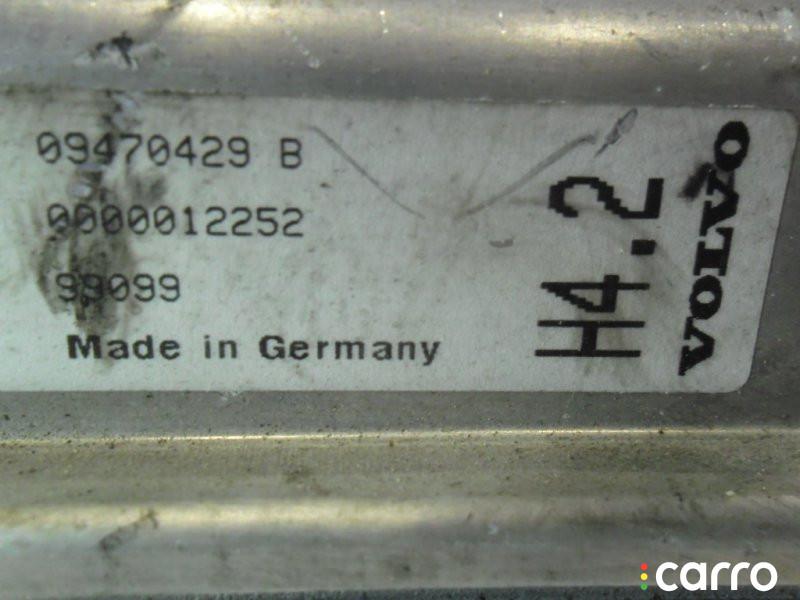 09470429 B
0000012252
99099
Made in Germany
H4.2
VOLVO
carro